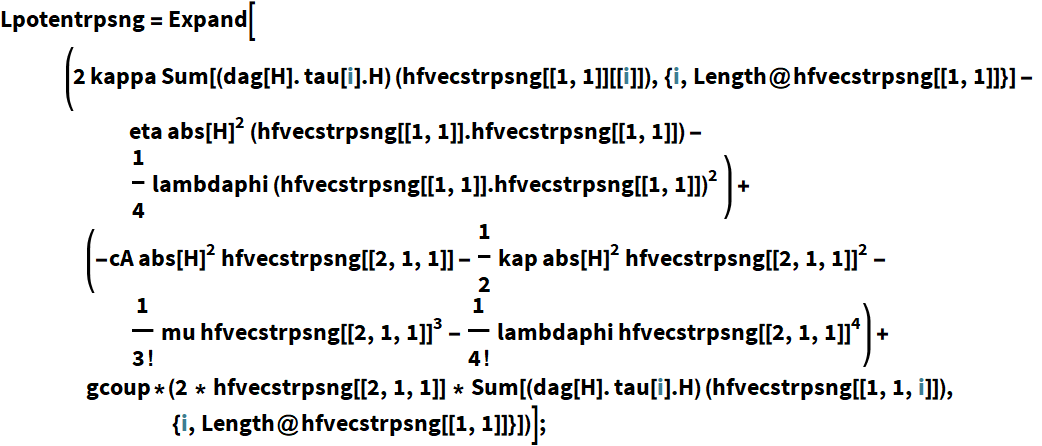 Lpotentrpsng = Expand[
(2 kappa Sum[(dag[H]. tau[i].H) (hfvecstrpsng[[1, 1]][[i]]), {i, Length@hfvecstrpsng[[1, 1]]}] -
eta abs[H]² (hfvecstrpsng[[1, 1]].hfvecstrpsng[[1, 1]]) -
1/4 lambdaphi (hfvecstrpsng[[1, 1]].hfvecstrpsng[[1, 1]])² ) +
(-cA abs[H]² hfvecstrpsng[[2, 1, 1]] - 1/2 kap abs[H]² hfvecstrpsng[[2, 1, 1]]² -
1/3! mu hfvecstrpsng[[2, 1, 1]]³ - 1/4! lambdaphi hfvecstrpsng[[2, 1, 1]]⁴) +
gcoup*(2 * hfvecstrpsng[[2, 1, 1]] * Sum[(dag[H]. tau[i].H) (hfvecstrpsng[[1, 1, i]]),
{i, Length@hfvecstrpsng[[1, 1]]}])];